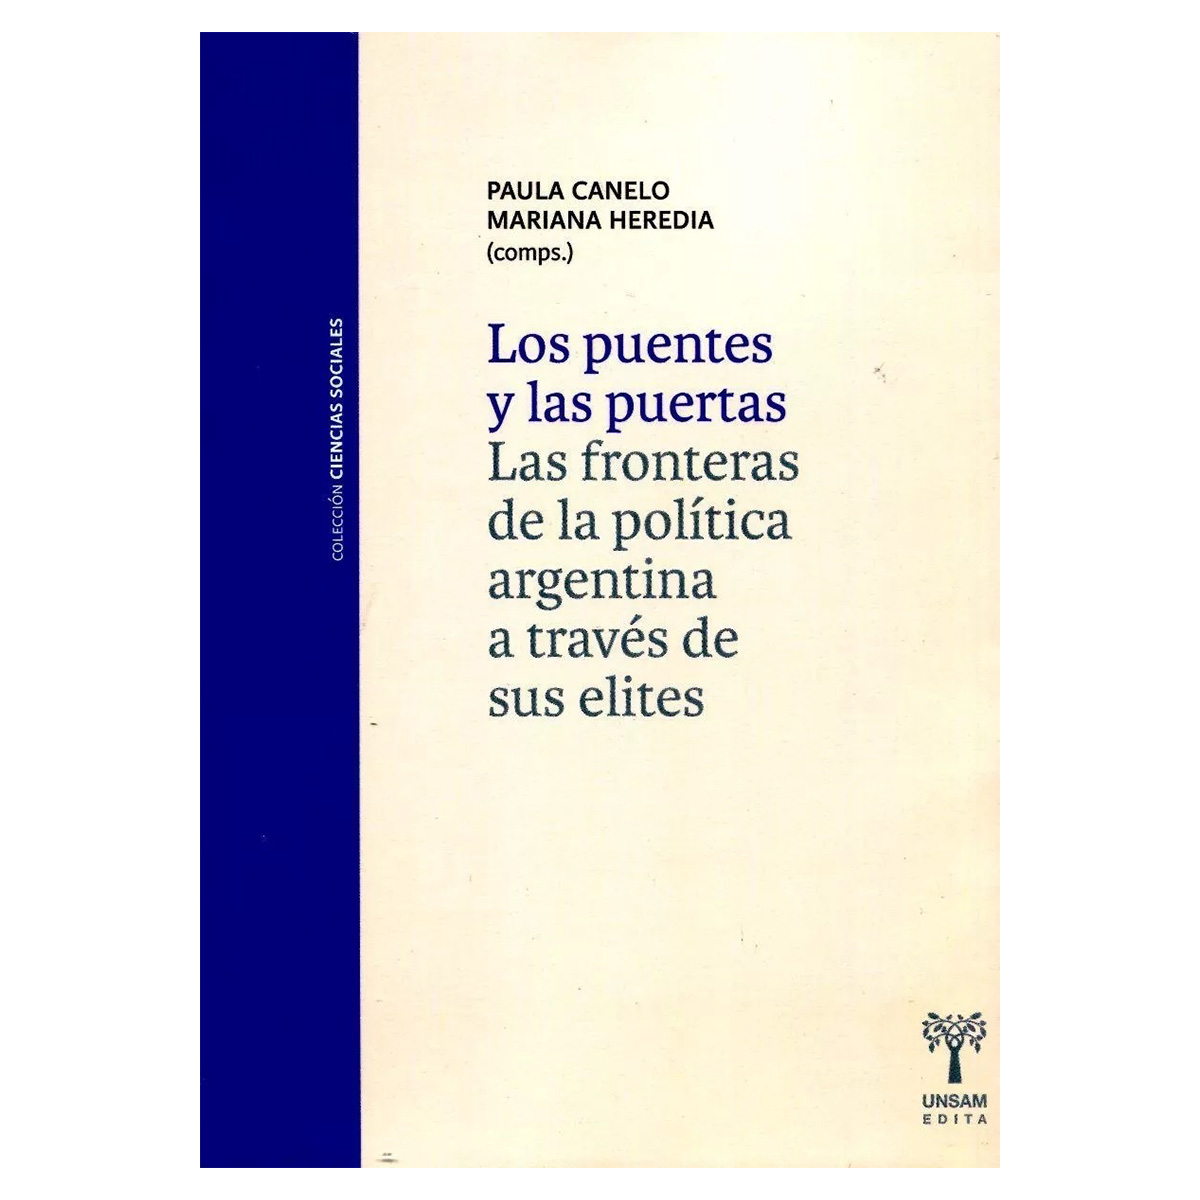 PAULA CANELO
MARIANA HEREDIA
(comps.)
Los puentes
y las puertas
Las fronteras
de la política
argentina
a través de
sus elites
COLECCIÓN CIENCIAS SOCIALES
UNSAM
EDITA